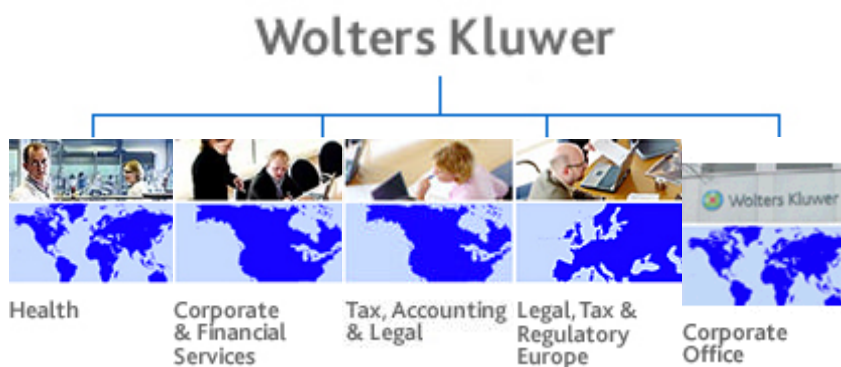 Wolters Kluwer
Wolters Kluwer
Health
Corporate
& Financial
Services
Tax, Accounting
& Legal
Legal, Tax &
Regulatory
Europe
Corporate
Office